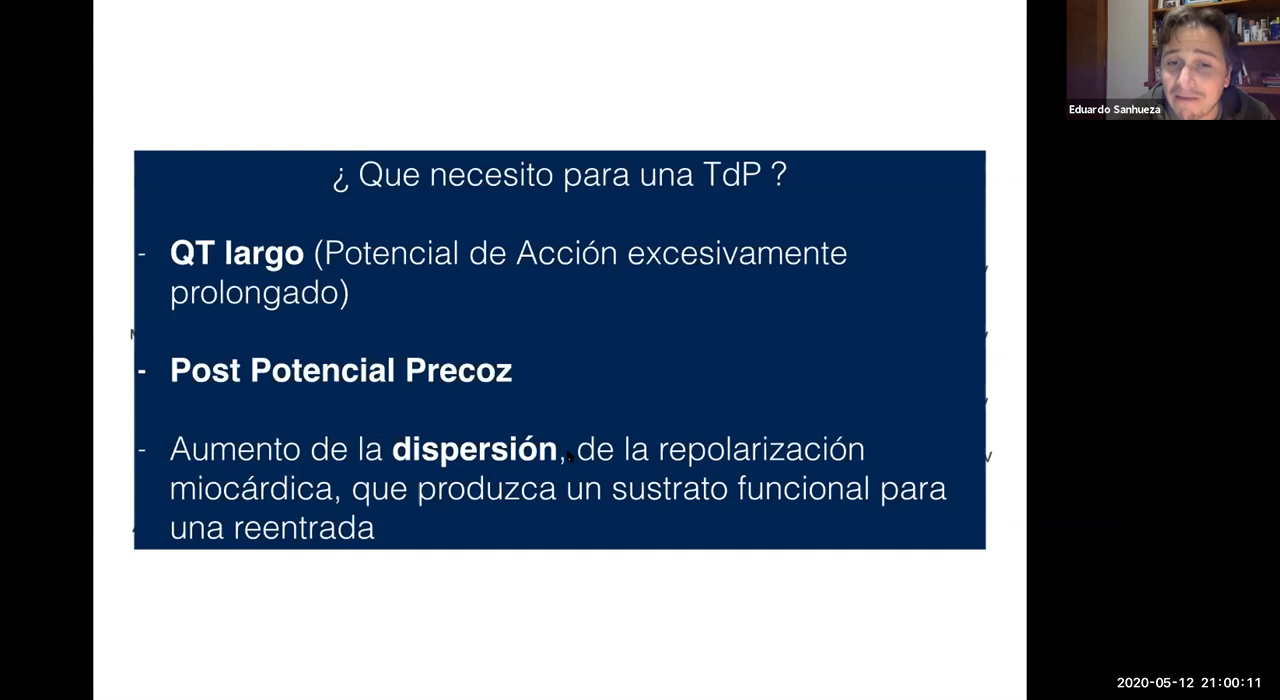 Eduardo Sanhueza
¿ Que necesito para una TdP ?
- QT largo (Potencial de Acción excesivamente
prolongado)
- Post Potencial Precoz
- Aumento de la dispersión, de la repolarización
miocárdica, que produzca un sustrato funcional para
una reentrada
2020-05-12 21:00:11